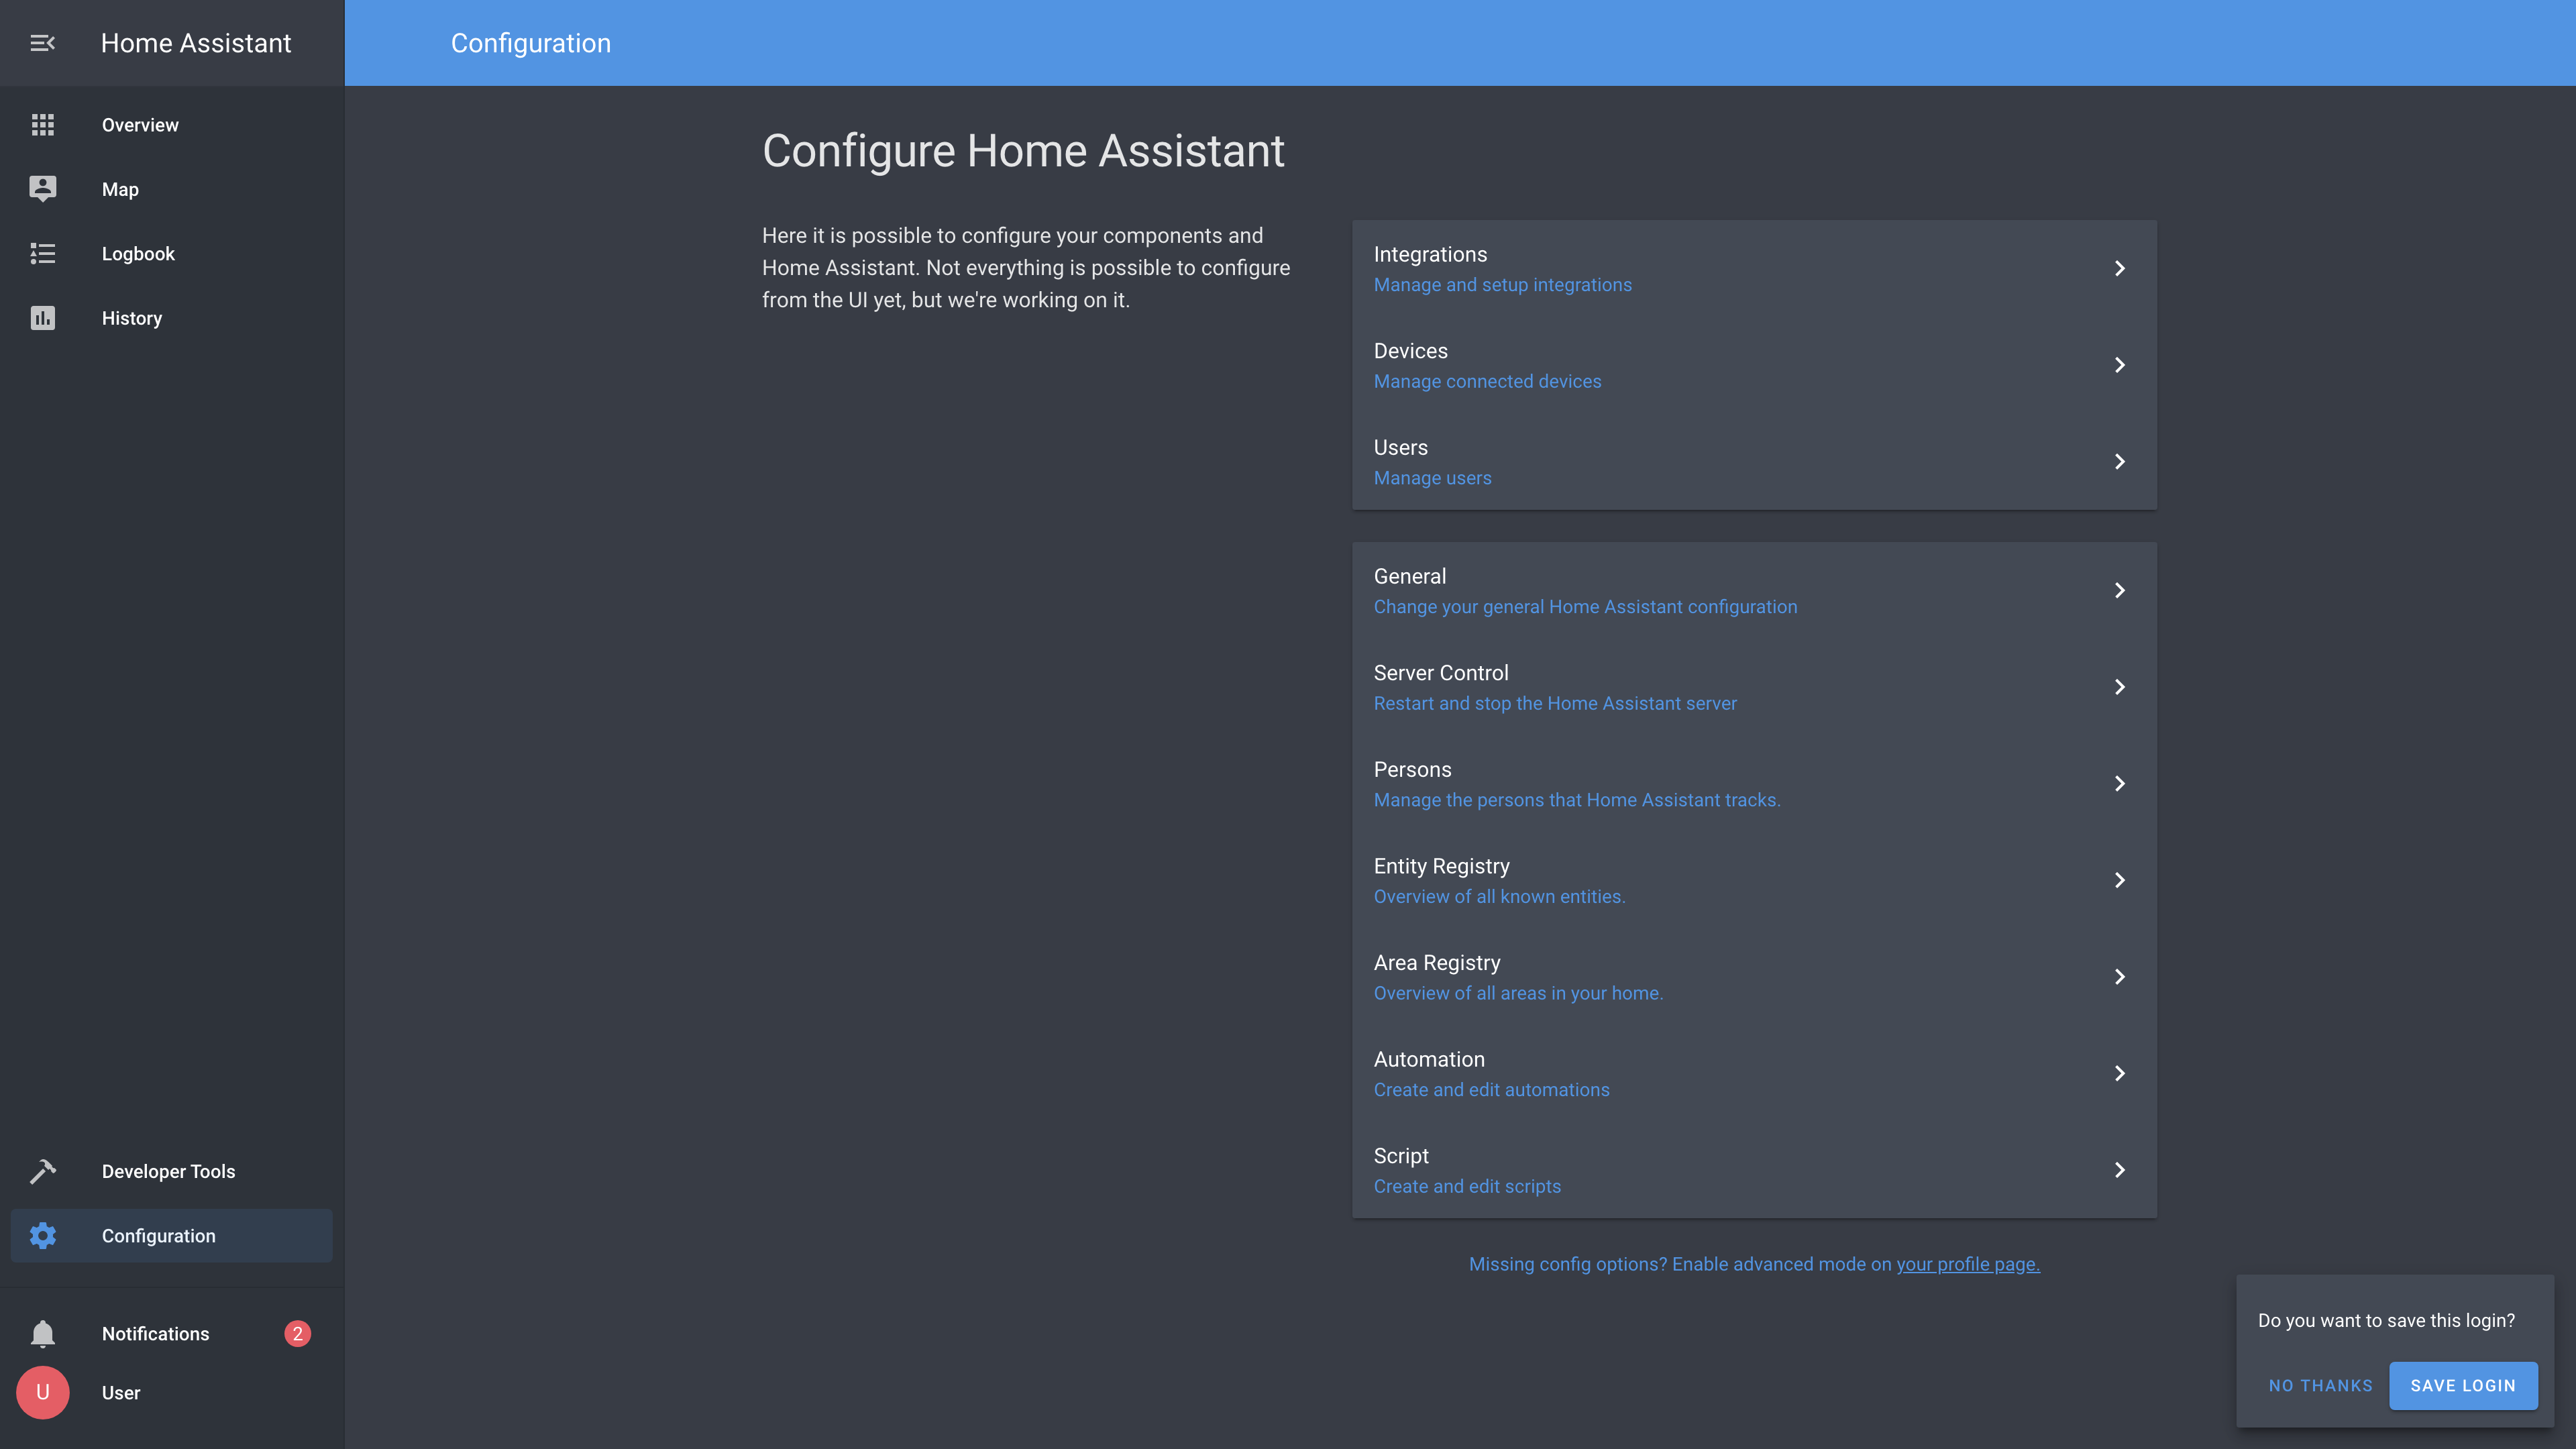 Home Assistant
Configuration
Overview
Map
Logbook
History
Developer Tools
Configuration
Notifications
2
U
User
Configure Home Assistant
Here it is possible to configure your components and
Home Assistant. Not everything is possible to configure
from the UI yet, but we're working on it.
Integrations
Manage and setup integrations
Devices
Manage connected devices
Users
Manage users
General
Change your general Home Assistant configuration
Server Control
Restart and stop the Home Assistant server
Persons
Manage the persons that Home Assistant tracks.
Entity Registry
Overview of all known entities.
Area Registry
Overview of all areas in your home.
Automation
Create and edit automations
Script
Create and edit scripts
Missing config options? Enable advanced mode on your profile page.
Do you want to save this login?
NO THANKS
SAVE LOGIN